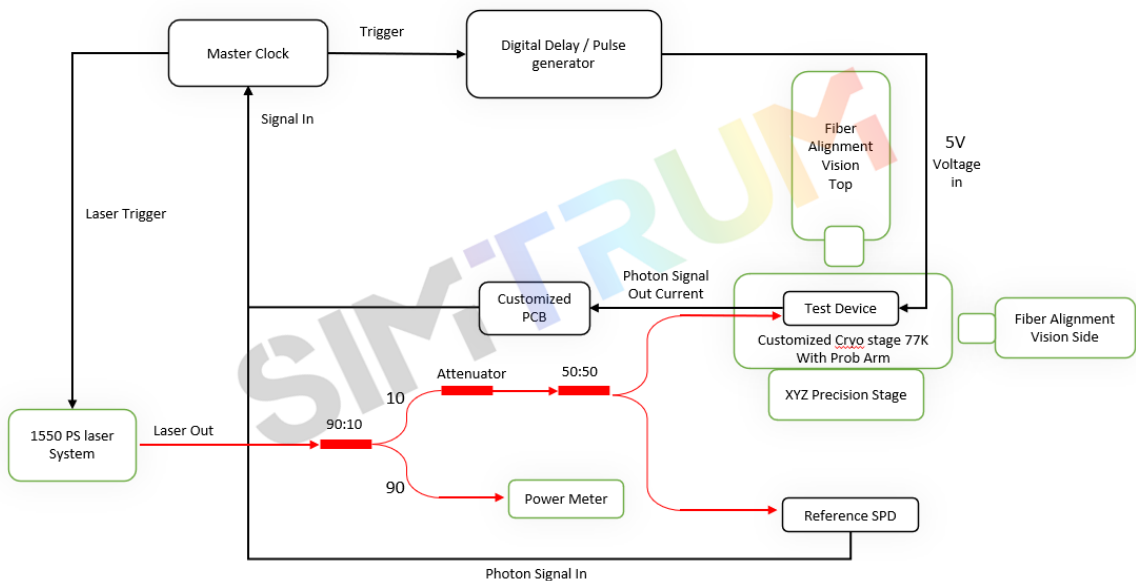 Master Clock
Trigger
Digital Delay / Pulse
generator
Signal In
Fiber
Alignment
Vision
Top
5V
Voltage
in
Laser Trigger
SIMTRUM
Photon Signal
Out Current
Customized
PCB
Test Device
Customized Cryo stage 77K
With Prob Arm
Fiber Alignment
Vision Side
XYZ Precision Stage
Attenuator
50:50
10
90:10
1550 PS laser
System
Laser Out
90
Power Meter
Reference SPD
Photon Signal In